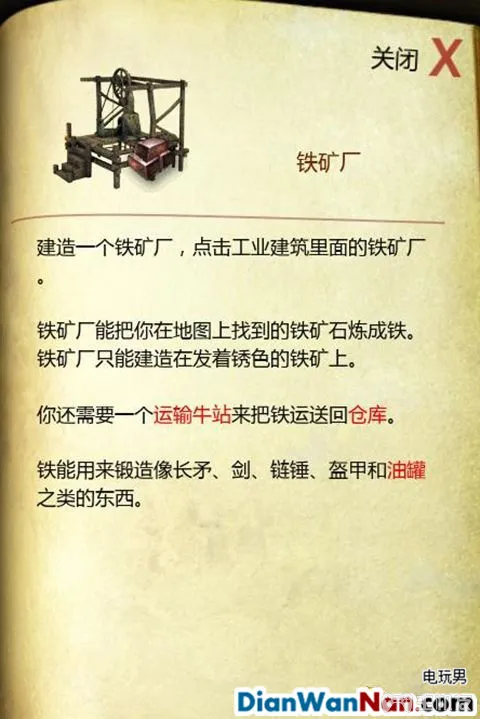 关闭 X
铁矿厂
建造一个铁矿厂，点击工业建筑里面的铁矿厂
。
铁矿厂能把你在地图上找到的铁矿石炼成铁。
铁矿厂只能建造在发着锈色的铁矿上。
你还需要一个运输牛站来把铁运送回仓库。
铁能用来锻造像长矛、剑、链锤、盔甲和油罐
之类的东西。
电玩男
DianWanNan.com